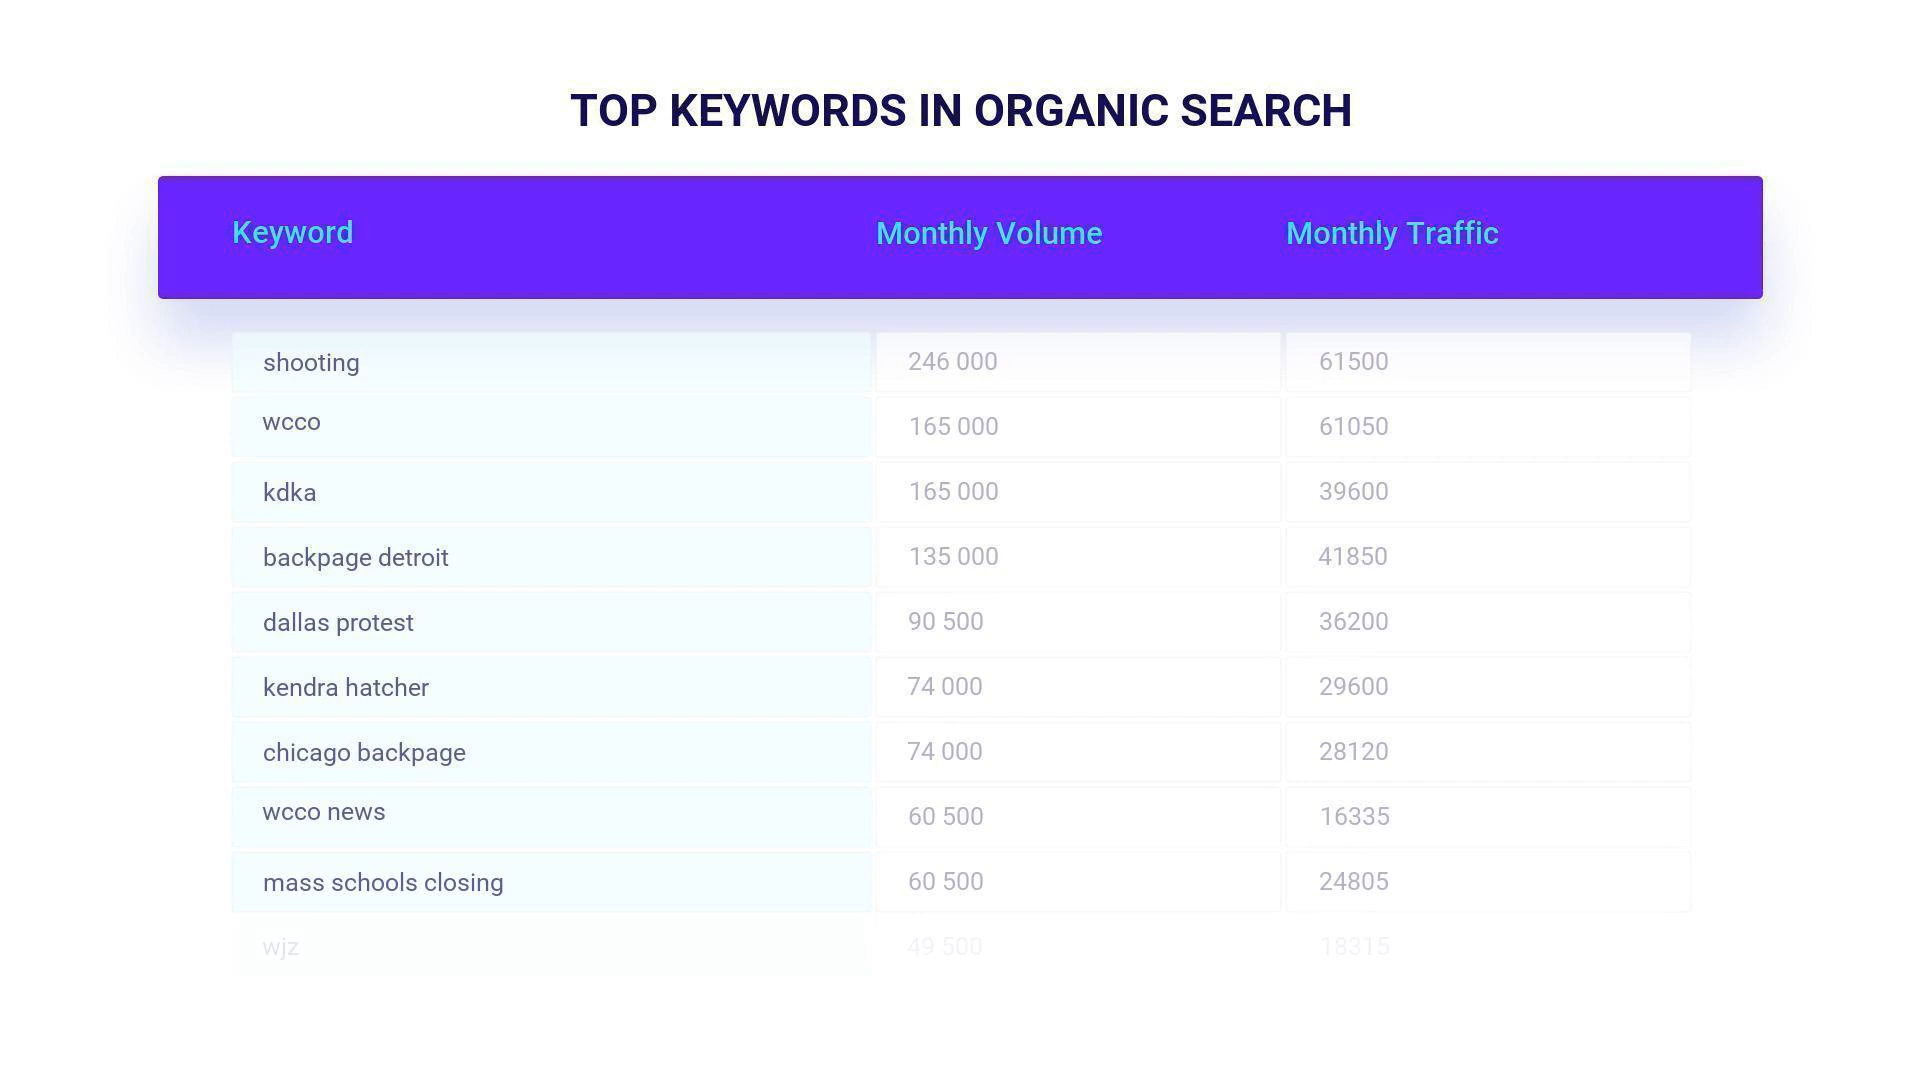 TOP KEYWORDS IN ORGANIC SEARCH
Keyword Monthly Volume Monthly Traffic
shooting 246 000 61500
wcco 165 000 61050
kdka 165 000 39600
backpage detroit 135 000 41850
dallas protest 90 500 36200
kendra hatcher 74 000 29600
chicago backpage 74 000 28120
wcco news 60 500 16335
mass schools closing 60 500 24805
wjz 49 500 18315